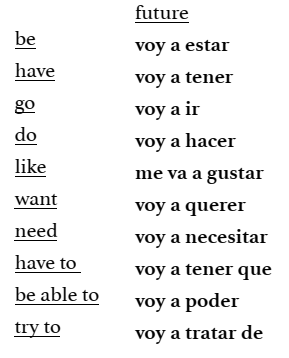 future
be voy a estar
have voy a tener
go voy a ir
do voy a hacer
like me va a gustar
want voy a querer
need voy a necesitar
have to voy a tener que
be able to voy a poder
try to voy a tratar de